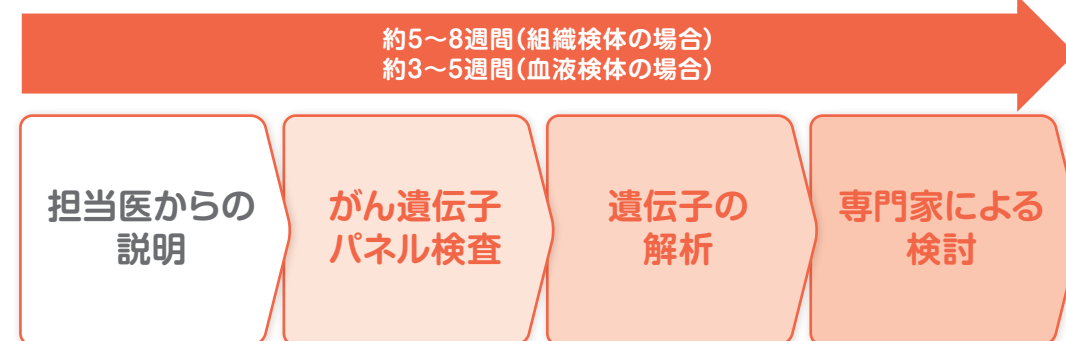 約5～8週間（組織検体の場合）
約3～5週間（血液検体の場合）
担当医からの
説明
がん遺伝子
パネル検査
遺伝子の
解析
専門家による
検討